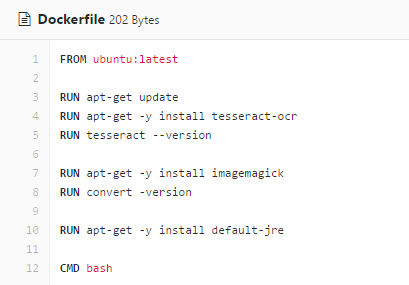 Dockerfile 202 Bytes
1 FROM ubuntu:latest
2
3 RUN apt-get update
4 RUN apt-get -y install tesseract-ocr
5 RUN tesseract --version
6
7 RUN apt-get -y install imagemagick
8 RUN convert -version
9
10 RUN apt-get -y install default-jre
11
12 CMD bash